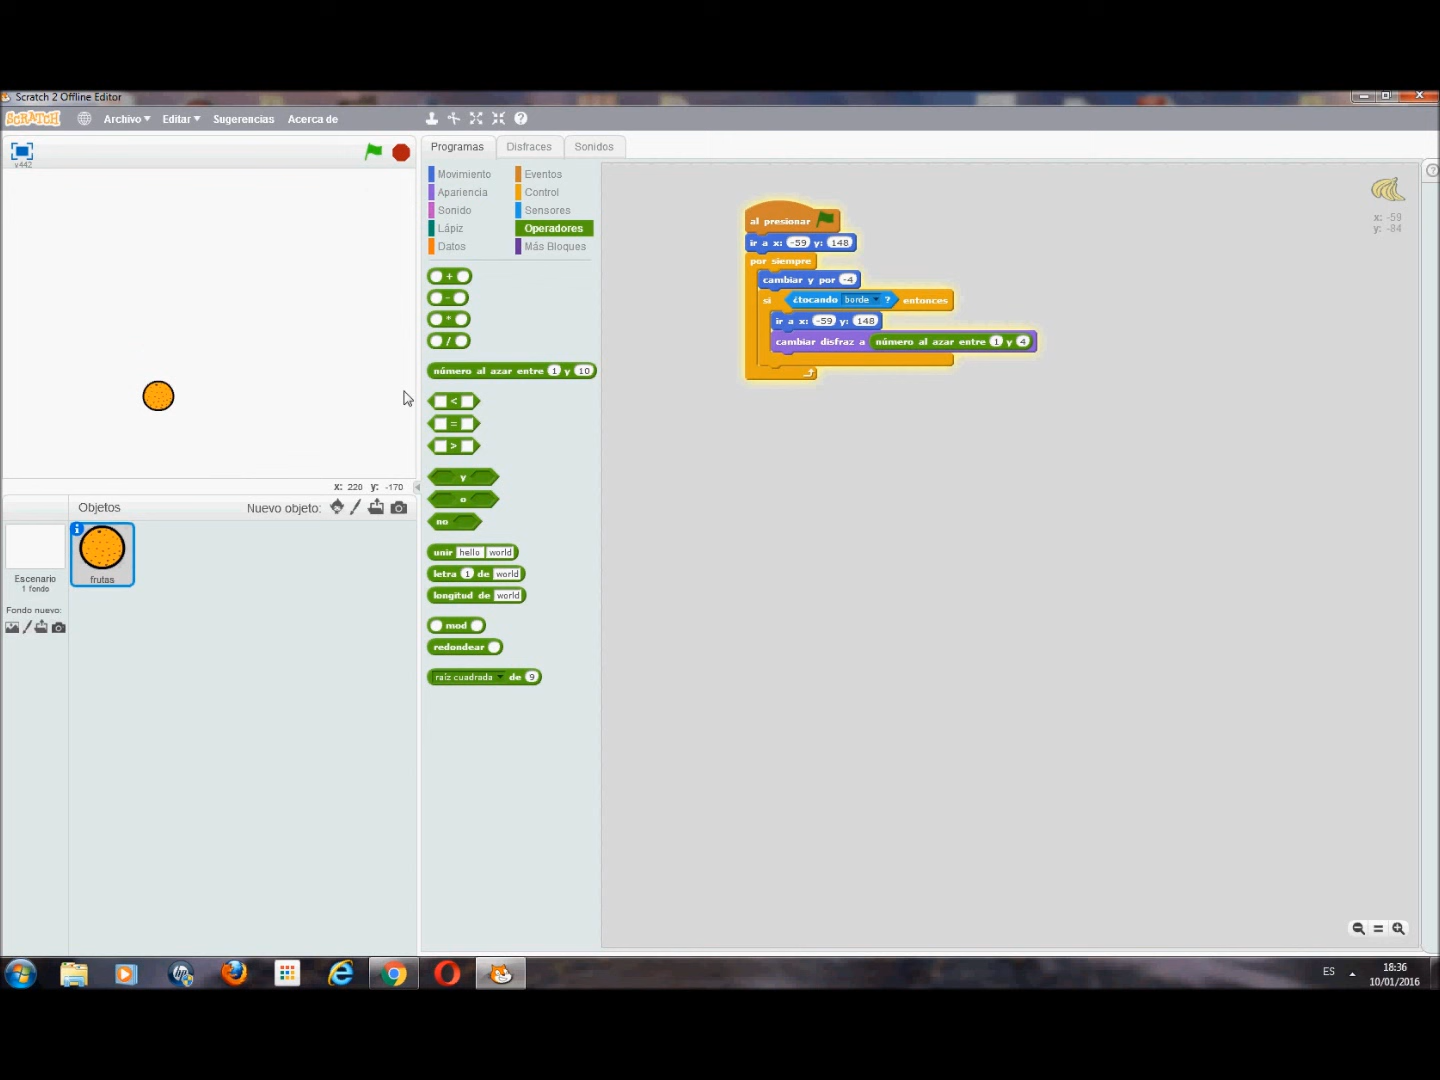 Scratch 2 Offline Editor
SCRATCH
Archivo
Editar
Sugerencias
Acerca de
v442
Programas
Disfraces
Sonidos
Movimiento
Apariencia
Sonido
Lápiz
Datos
Eventos
Control
Sensores
Operadores
Más Bloques
+
-
*
/
número al azar entre 1 y 10
<
=
>
y
o
no
unir hello world
letra 1 de world
longitud de world
mod
redondear
raíz cuadrada de 9
al presionar
ir a x: -59 y: 148
por siempre
cambiar y por -4
si ¿tocando borde ? entonces
ir a x: -59 y: 148
cambiar disfraz a número al azar entre 1 y 4
x: -59
y: -84
x: 220 y: -170
Objetos
Nuevo objeto:
Escenario
1 fondo
Fondo nuevo:
frutas
ES
18:36
10/01/2016